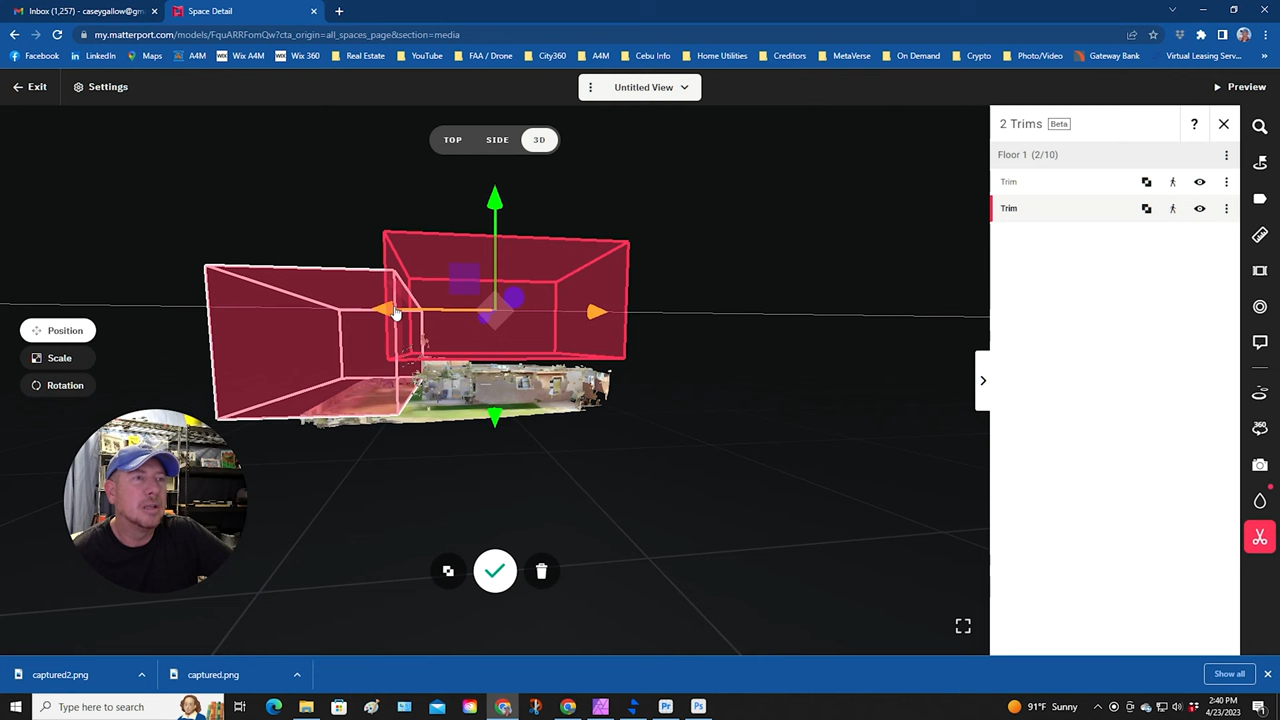 Inbox (1,257) - caseygallow@gm
Space Detail
my.matterport.com/models/FquARRFomQw?cta_origin=all_spaces_page&section=media
Facebook LinkedIn Maps A4M Wix A4M Wix 360 Real Estate YouTube FAA / Drone City360 A4M Cebu Info Home Utilities Creditors MetaVerse On Demand Crypto Photo/Video Gateway Bank Virtual Leasing Serv...
Exit Settings Untitled View Preview
TOP SIDE 3D
2 Trims Beta ?
Floor 1 (2/10)
Trim
Trim
Position
Scale
Rotation
360
captured2.png captured.png Show all
Type here to search
Pr Ps
91°F Sunny
2:40 PM
4/23/2023